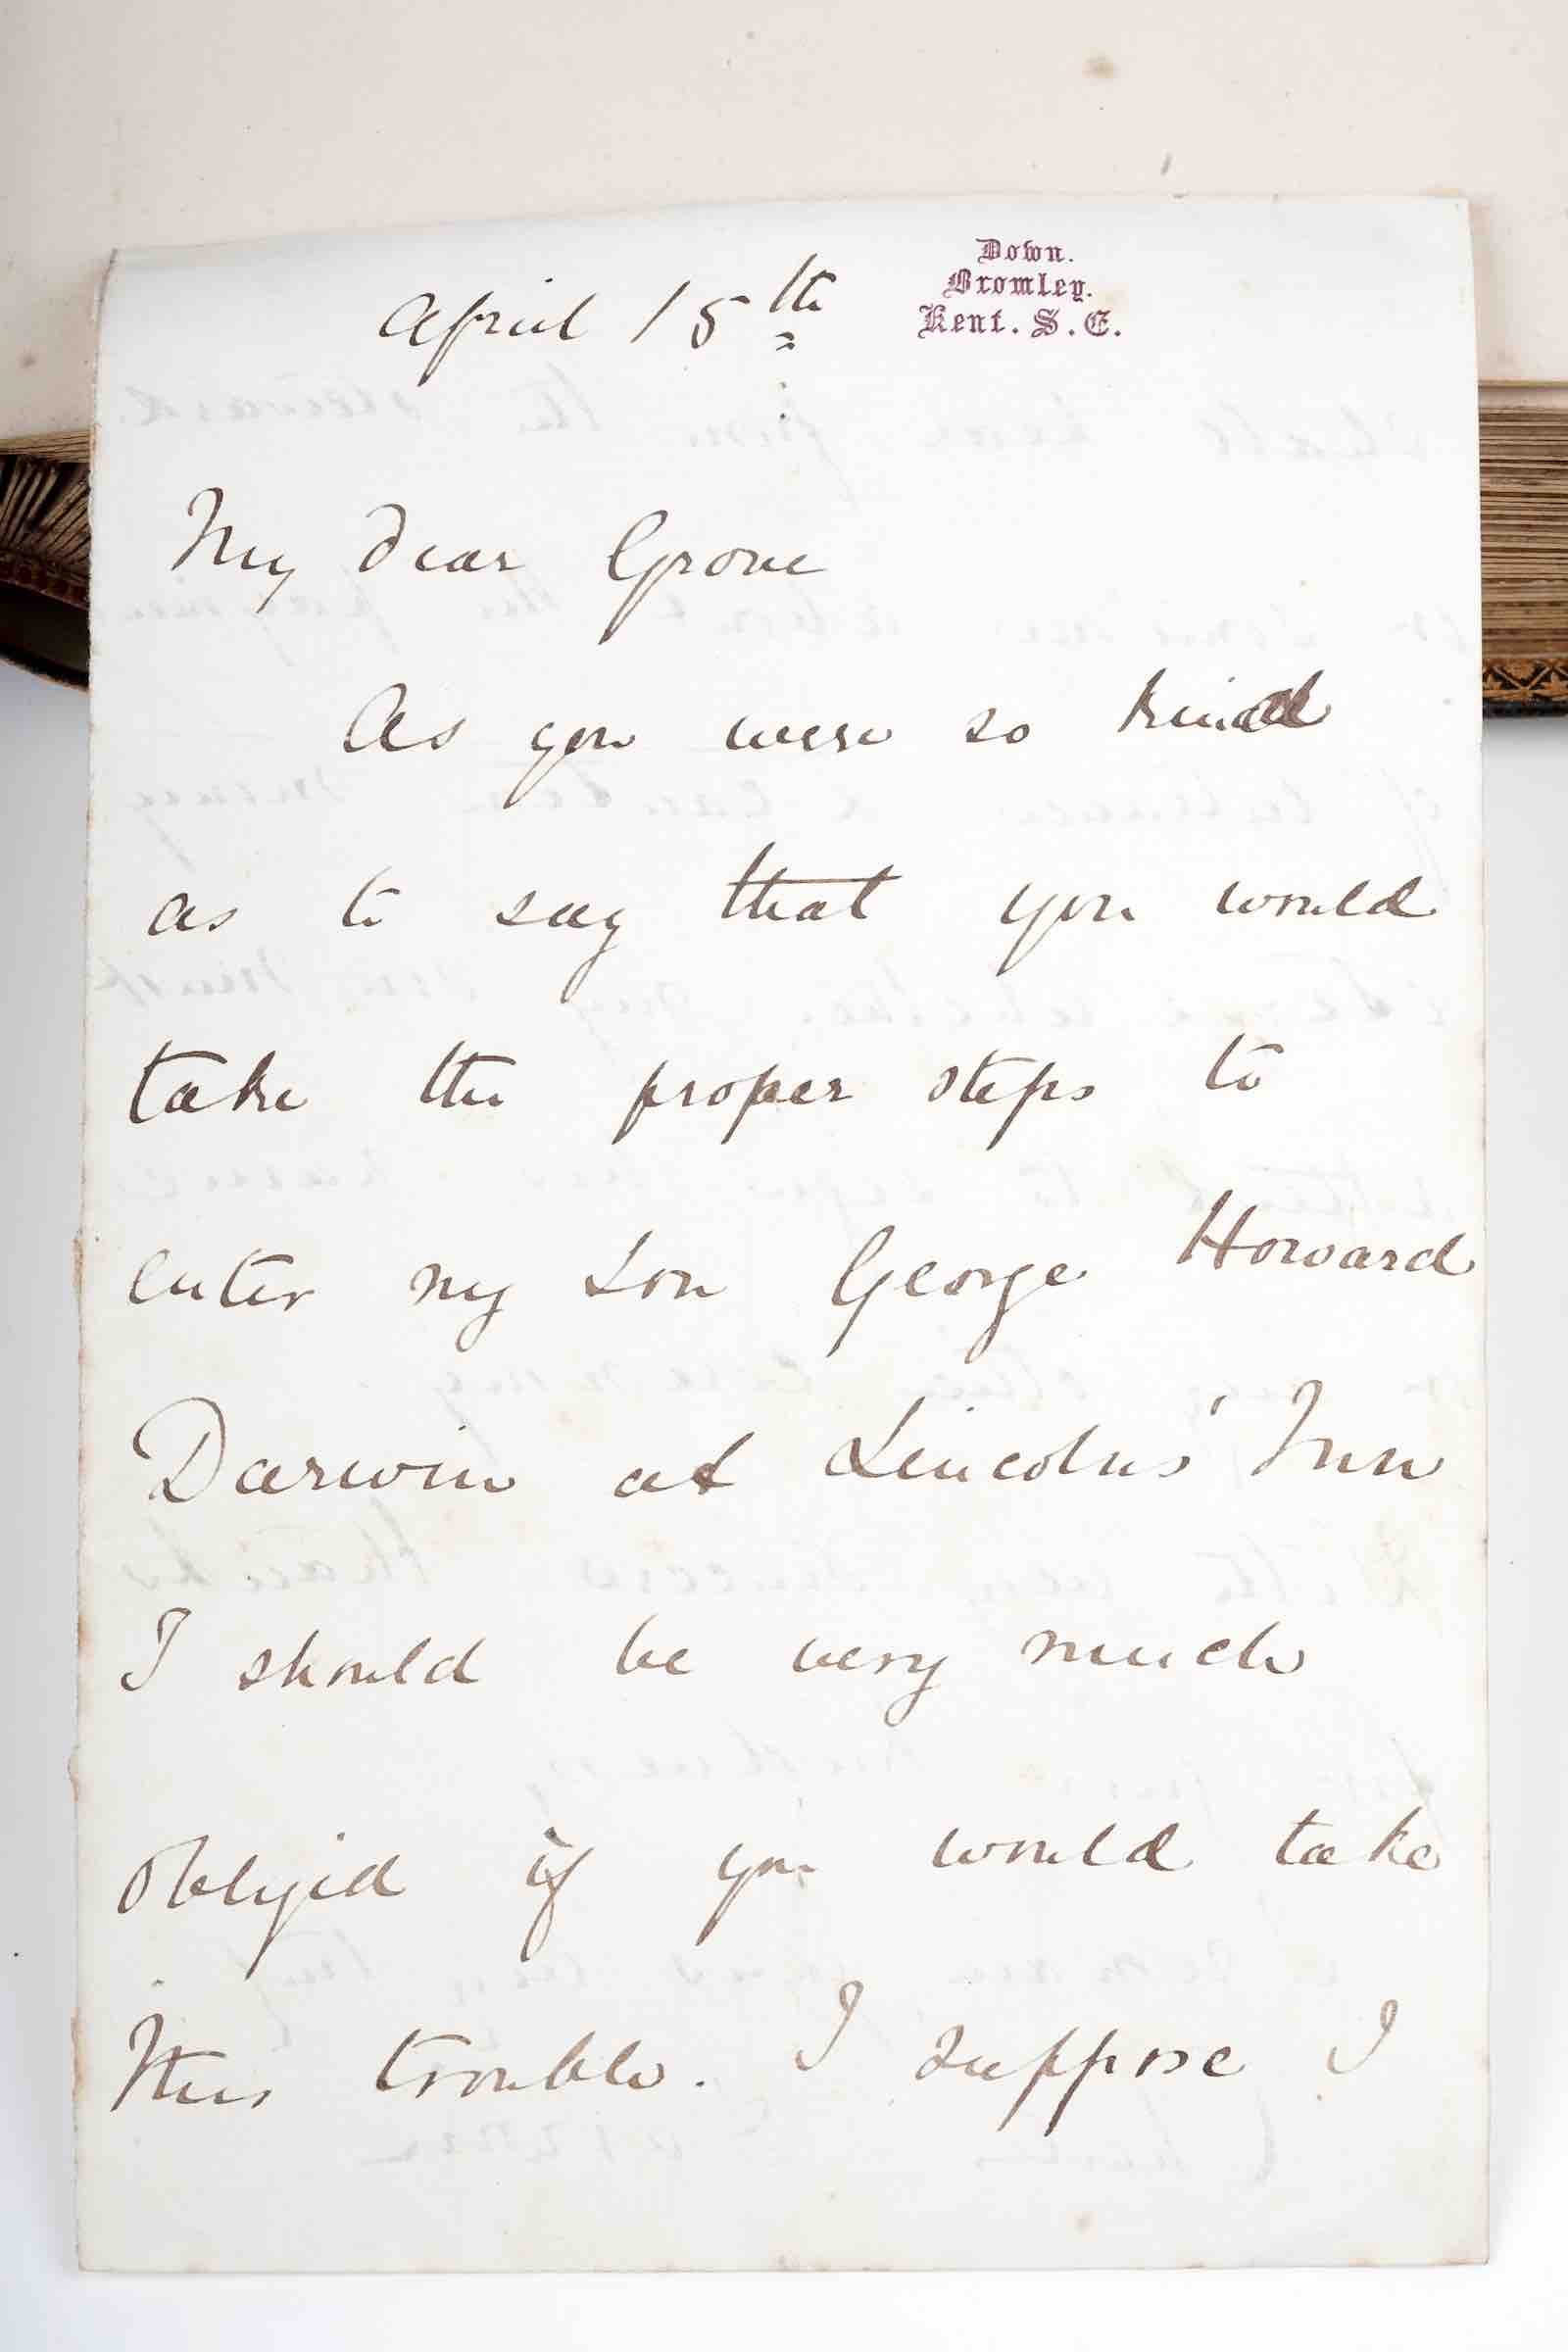 Down.
Bromley.
Kent. S.E.
April 15th
My dear Grove
As you were so kind
as to say that you would
take the proper steps to
enter my son George Howard
Darwin at Lincolns' Inn
I should be very much
obliged if you would take
this trouble. I suppose I